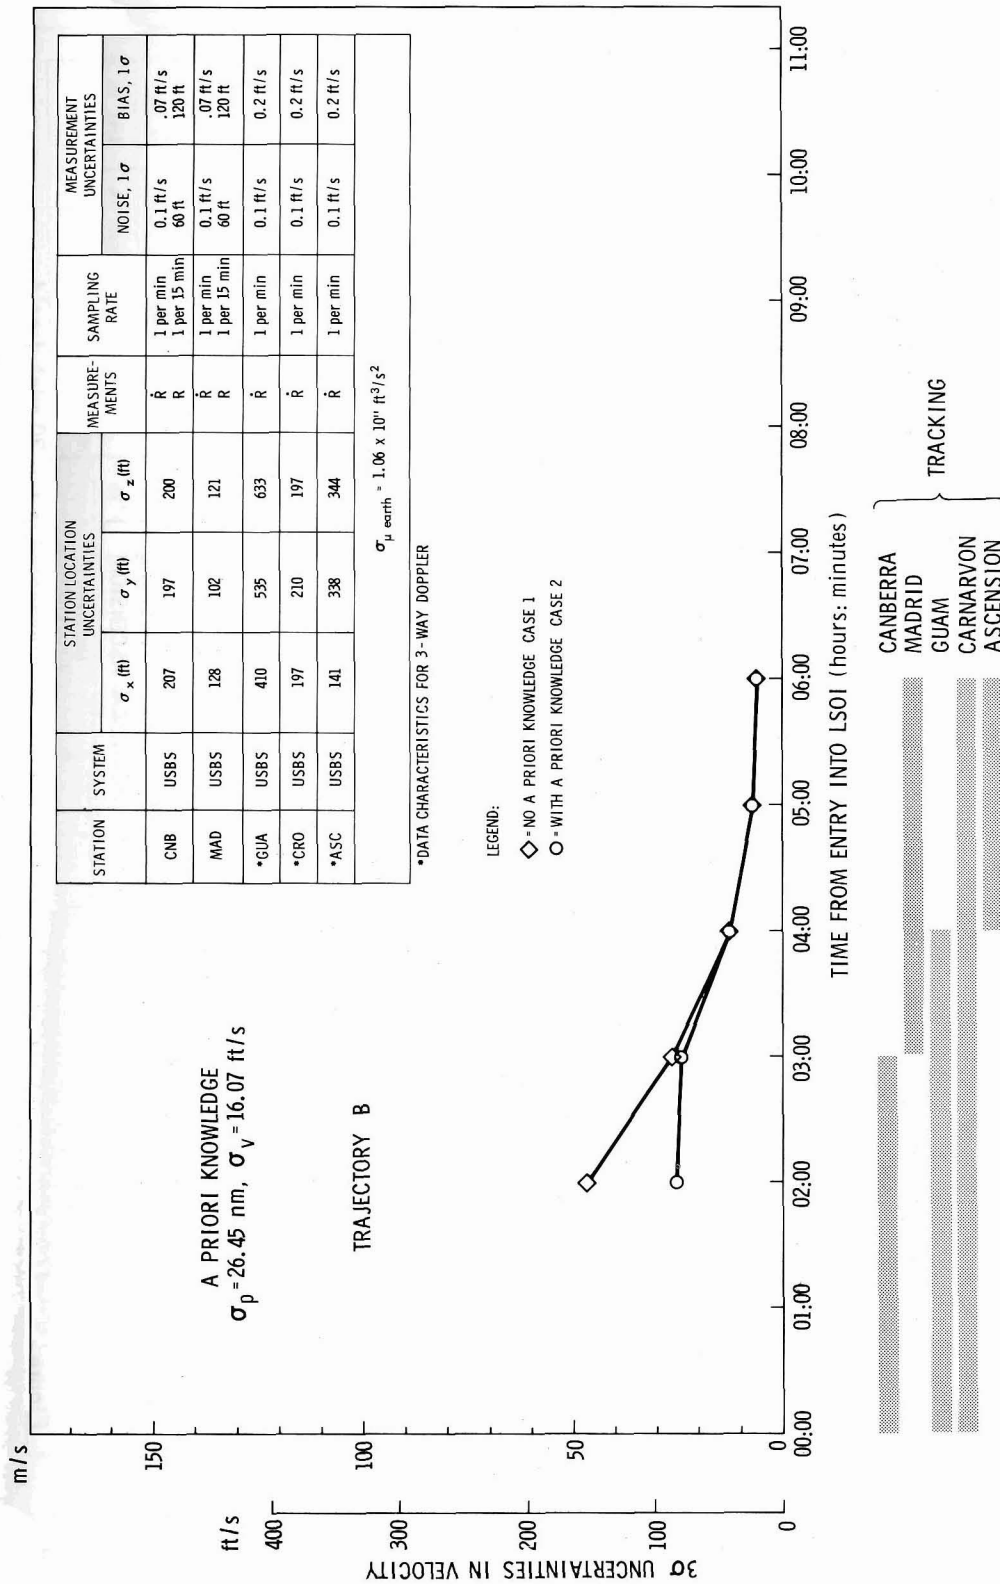 m/s
ft/s
3σ UNCERTAINTIES IN VELOCITY
150
100
50
0
400
300
200
100
0
A PRIORI KNOWLEDGE
σp=26.45 nm, σv=16.07 ft/s
TRAJECTORY B
STATION SYSTEM STATION LOCATION UNCERTAINTIES MEASURE-MENTS SAMPLING RATE MEASUREMENT UNCERTAINTIES
σx(ft) σy(ft) σz(ft) NOISE, 1σ BIAS, 1σ
CNB USBS 207 197 200 Ṙ 1 per min 0.1 ft/s .07 ft/s
R 1 per 15 min 60 ft 120 ft
MAD USBS 128 102 121 Ṙ 1 per min 0.1 ft/s .07 ft/s
R 1 per 15 min 60 ft 120 ft
*GUA USBS 410 535 633 Ṙ 1 per min 0.1 ft/s 0.2 ft/s
*CRO USBS 197 210 197 Ṙ 1 per min 0.1 ft/s 0.2 ft/s
*ASC USBS 141 338 344 Ṙ 1 per min 0.1 ft/s 0.2 ft/s
σμ earth = 1.06 x 10¹¹ ft³/s²
*DATA CHARACTERISTICS FOR 3-WAY DOPPLER
LEGEND:
◇ = NO A PRIORI KNOWLEDGE CASE 1
○ = WITH A PRIORI KNOWLEDGE CASE 2
00:00 01:00 02:00 03:00 04:00 05:00 06:00 07:00 08:00 09:00 10:00 11:00
TIME FROM ENTRY INTO LSOI (hours: minutes)
CANBERRA
MADRID
GUAM
CARNARVON
ASCENSION
TRACKING